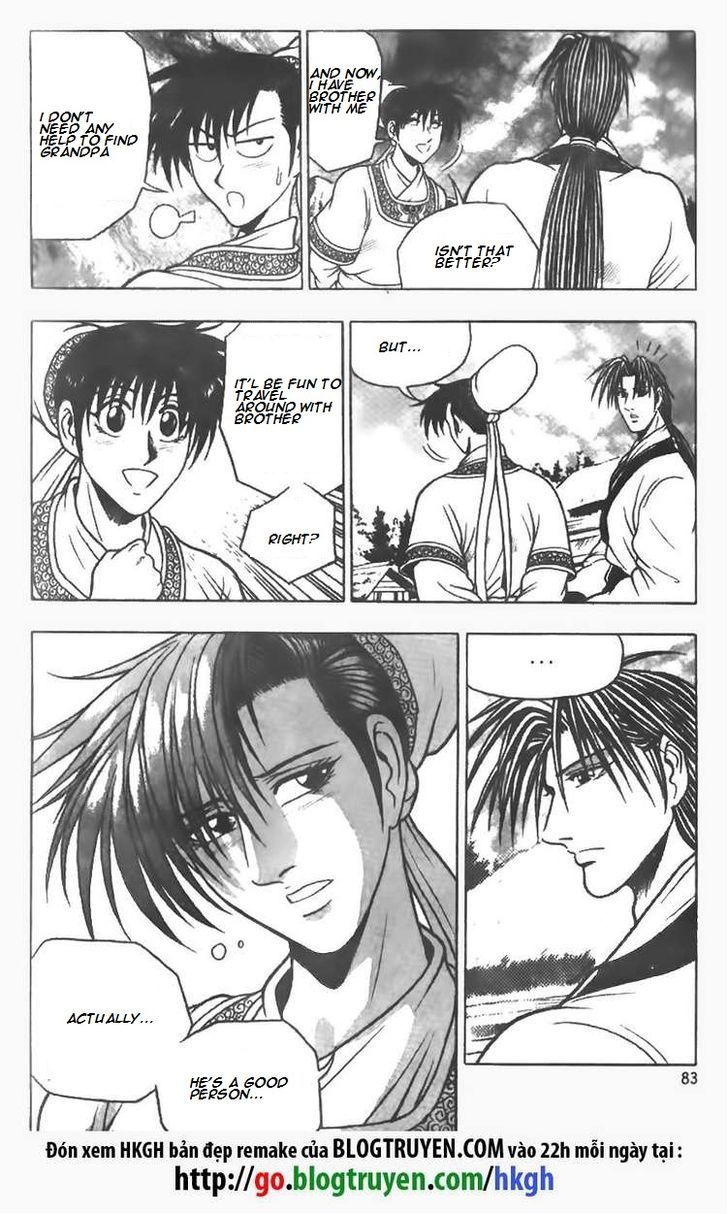 I DON'T
NEED ANY
HELP TO FIND
GRANDPA
AND NOW,
I HAVE
BROTHER
WITH ME
ISN'T THAT
BETTER?
IT'L BE FUN TO
TRAVEL
AROUND WITH
BROTHER
RIGHT?
BUT...
...
ACTUALLY...
HE'S A GOOD
PERSON...
83
Đón xem HKGH bản đẹp remake của BLOGTRUYEN.COM vào 22h mỗi ngày tại :
http://go.blogtruyen.com/hkgh